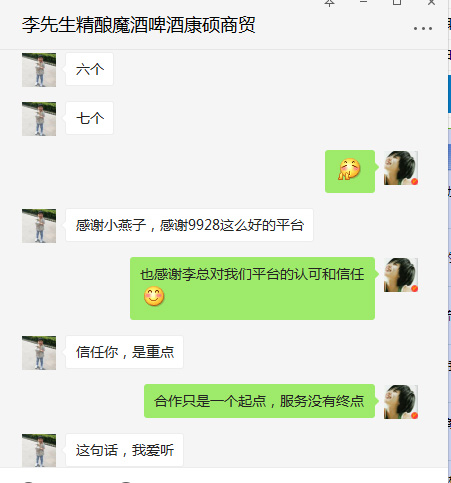 李先生精酿魔酒啤酒康硕商贸
六个
七个
感谢小燕子，感谢9928这么好的平台
也感谢李总对我们平台的认可和信任
信任你，是重点
合作只是一个起点，服务没有终点
这句话，我爱听